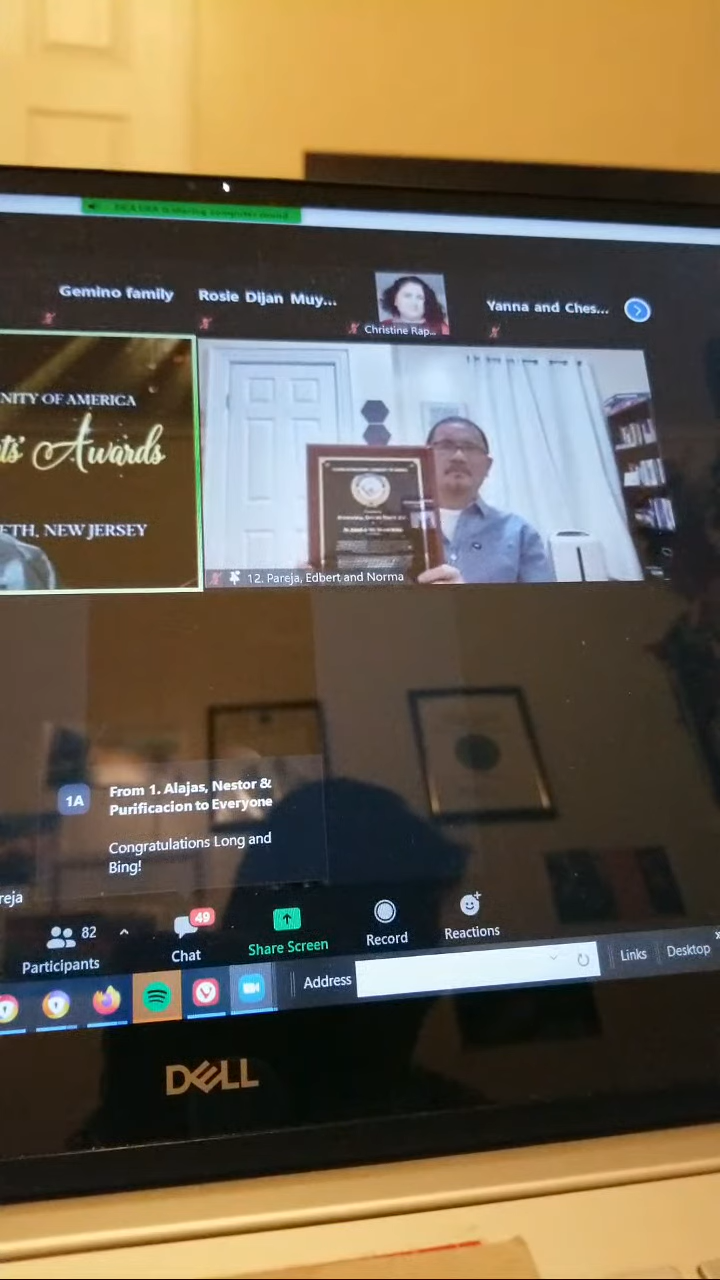 Gemino family
Rosie Dijan Muy...
Christine Rap...
Yanna and Ches...
NITY OF AMERICA
ts' Awards
ETH, NEW JERSEY
12. Pareja, Edbert and Norma
1A
From 1. Alajas, Nestor &
Purificacion to Everyone
Congratulations Long and
Bing!
reja
82
49
Participants
Chat
Share Screen
Record
Reactions
Address
Links
Desktop
DELL